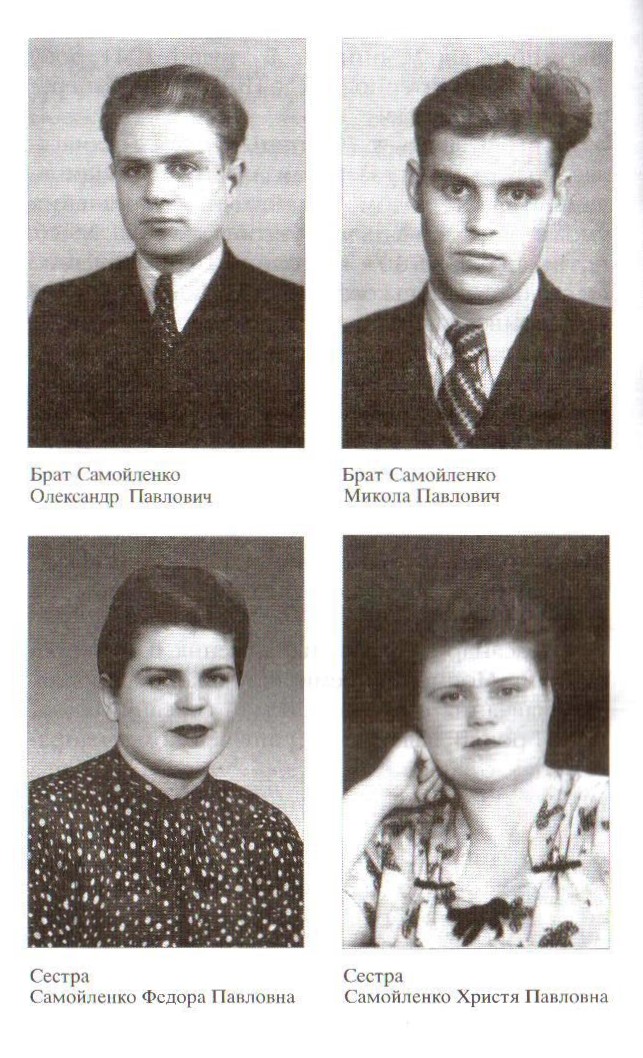 Брат Самойленко
Олександр Павлович
Брат Самойленко
Микола Павлович
Сестра
Самойленко Федора Павловна
Сестра
Самойленко Христя Павловна